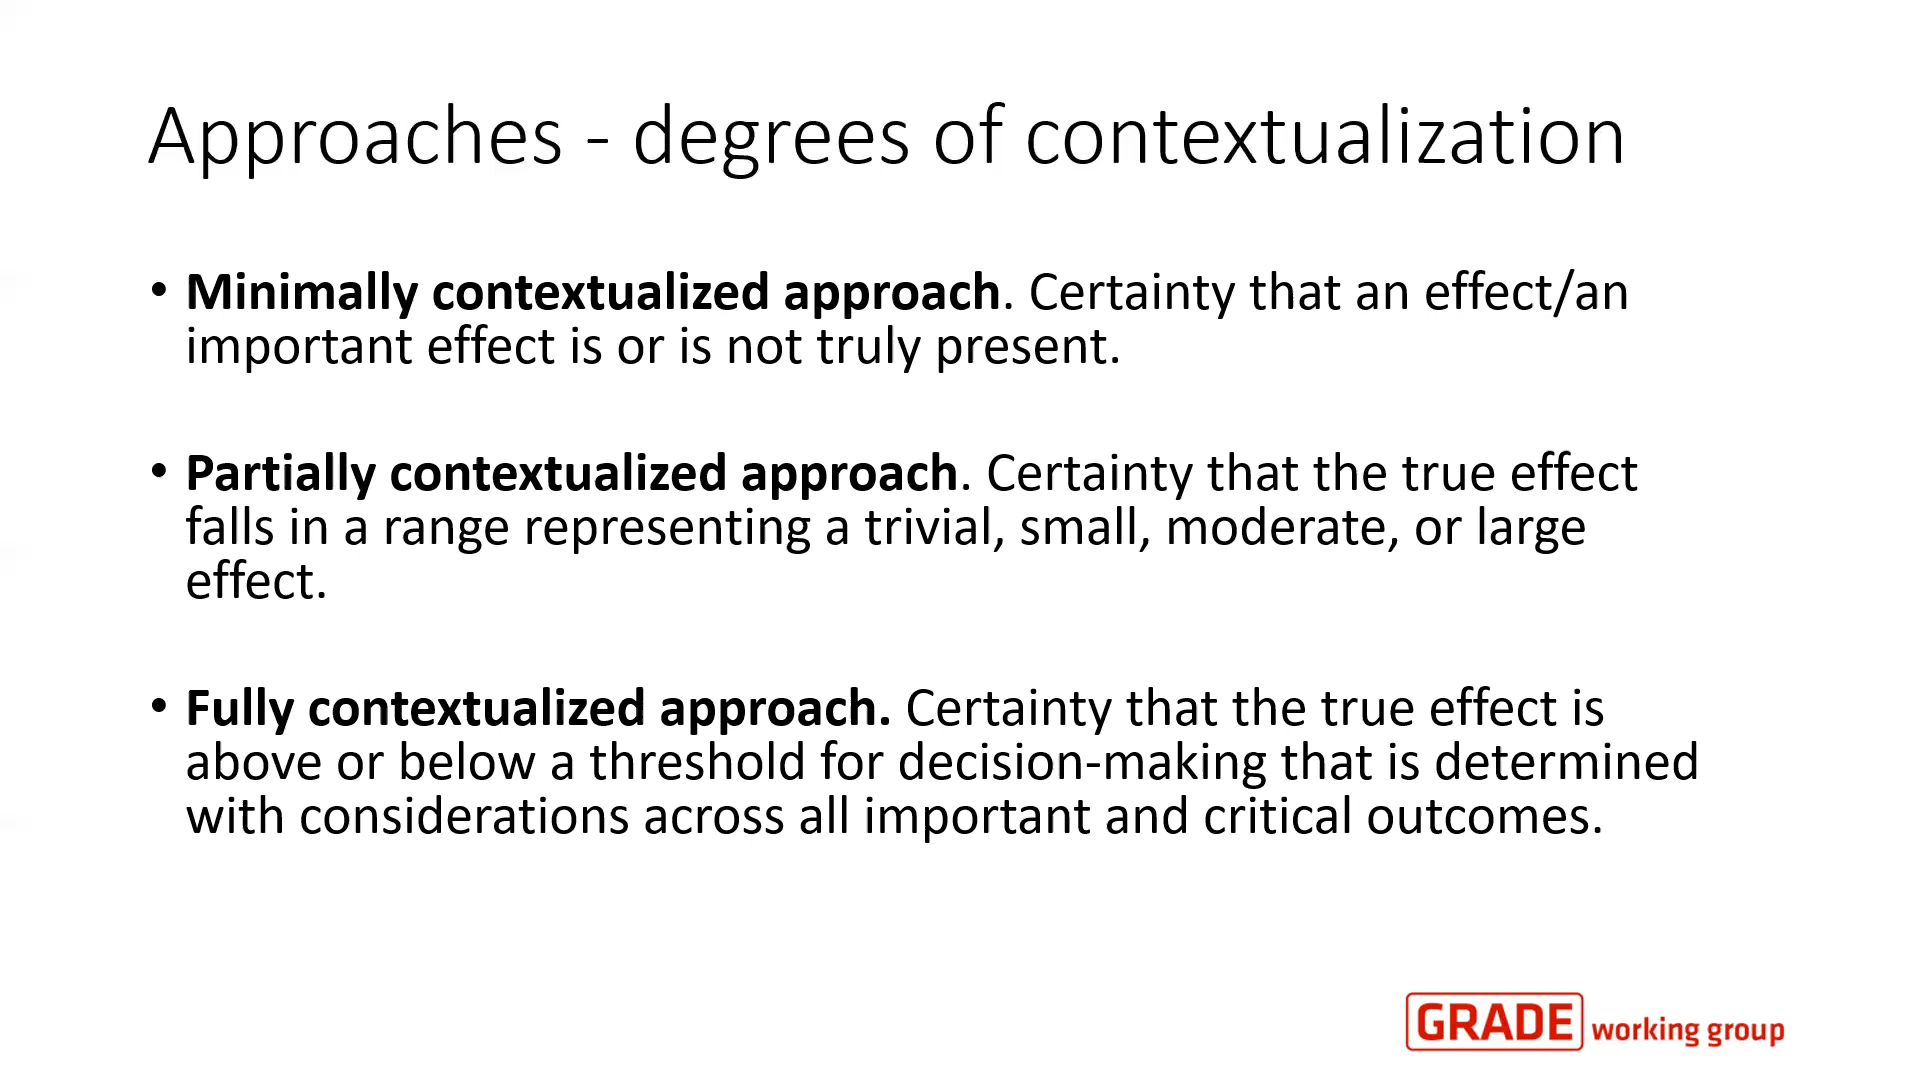 Approaches - degrees of contextualization
• Minimally contextualized approach. Certainty that an effect/an
important effect is or is not truly present.
• Partially contextualized approach. Certainty that the true effect
falls in a range representing a trivial, small, moderate, or large
effect.
• Fully contextualized approach. Certainty that the true effect is
above or below a threshold for decision-making that is determined
with considerations across all important and critical outcomes.
GRADE working group